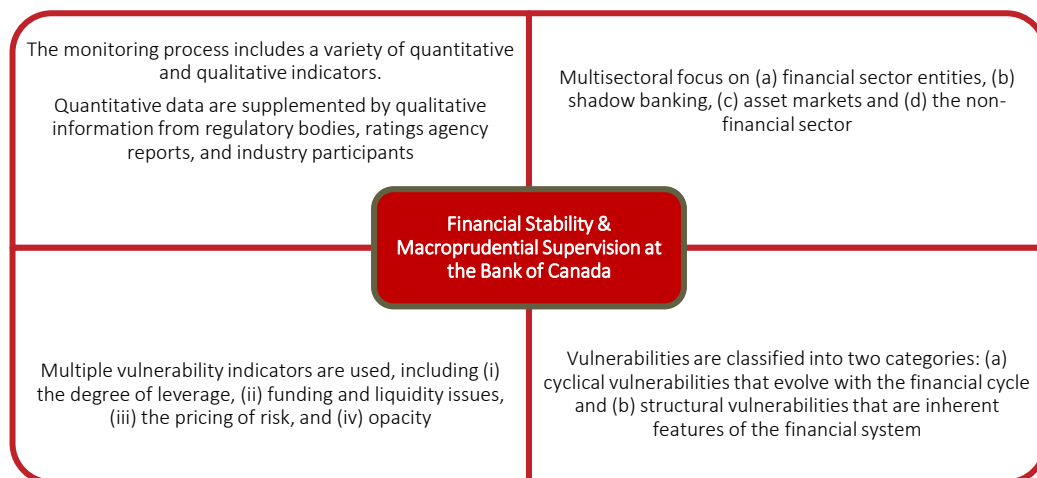 The monitoring process includes a variety of quantitative
and qualitative indicators.
Quantitative data are supplemented by qualitative
information from regulatory bodies, ratings agency
reports, and industry participants
Multisectoral focus on (a) financial sector entities, (b)
shadow banking, (c) asset markets and (d) the non-
financial sector
Financial Stability &
Macroprudential Supervision at
the Bank of Canada
Multiple vulnerability indicators are used, including (i)
the degree of leverage, (ii) funding and liquidity issues,
(iii) the pricing of risk, and (iv) opacity
Vulnerabilities are classified into two categories: (a)
cyclical vulnerabilities that evolve with the financial cycle
and (b) structural vulnerabilities that are inherent
features of the financial system